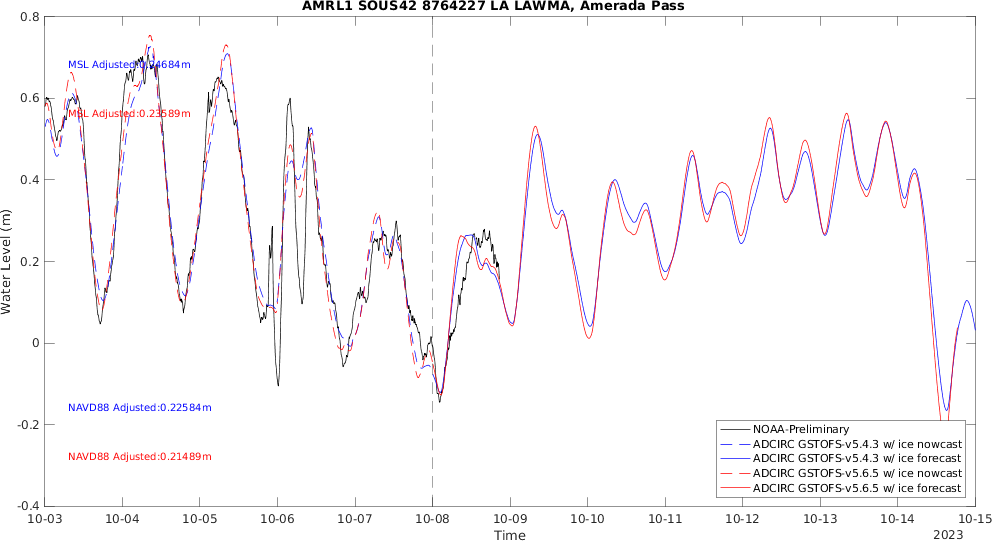 AMRL1 SOUS42 8764227 LA LAWMA, Amerada Pass
0.8
0.6
0.4
0.2
0
-0.2
-0.4
Water Level (m)
MSL Adjusted:0.24684m
MSL Adjusted:0.23589m
NAVD88 Adjusted:0.22584m
NAVD88 Adjusted:0.21489m
NOAA-Preliminary
ADCIRC GSTOFS-v5.4.3 w/ ice nowcast
ADCIRC GSTOFS-v5.4.3 w/ ice forecast
ADCIRC GSTOFS-v5.6.5 w/ ice nowcast
ADCIRC GSTOFS-v5.6.5 w/ ice forecast
10-03 10-04 10-05 10-06 10-07 10-08 10-09 10-10 10-11 10-12 10-13 10-14 10-15
Time
2023